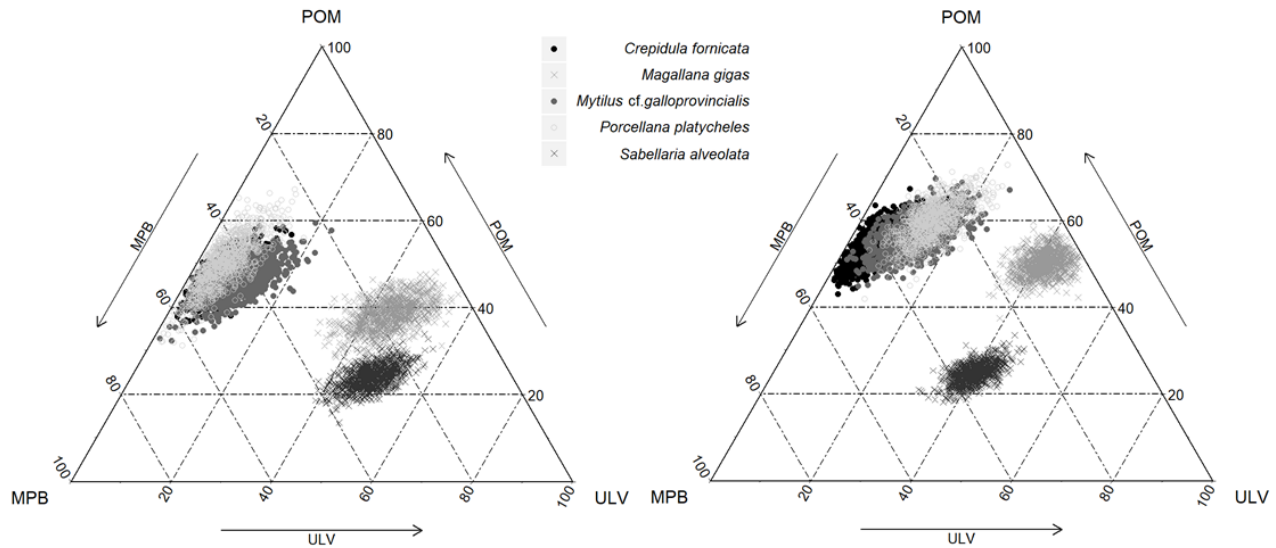 POM
100
20
80
40
60
60
40
80
20
100
MPB
POM
MPB
20
40
60
80
100
ULV
ULV
Crepidula fornicata
Magallana gigas
Mytilus cf.galloprovincialis
Porcellana platycheles
Sabellaria alveolata
POM
100
20
80
40
60
60
40
80
20
100
MPB
POM
MPB
20
40
60
80
100
ULV
ULV